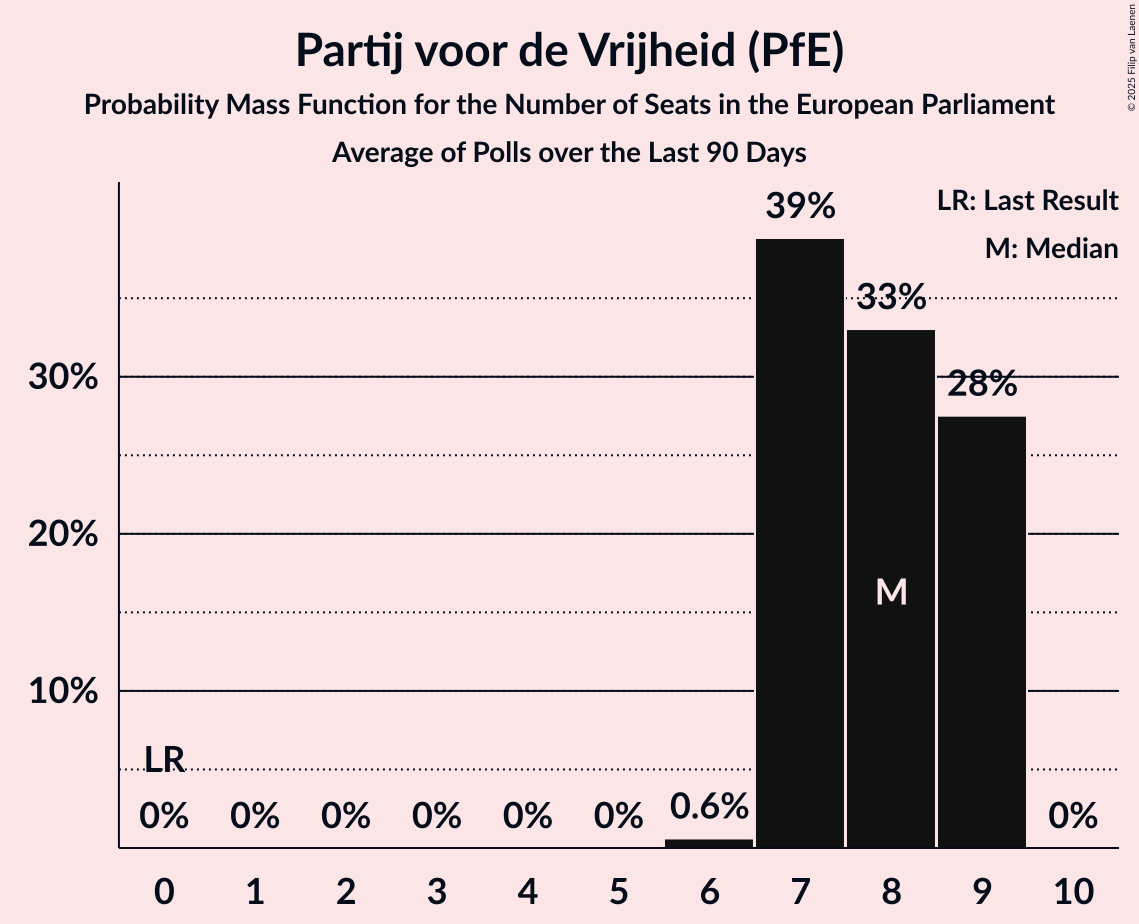 Partij voor de Vrijheid (PfE)
Probability Mass Function for the Number of Seats in the European Parliament
Average of Polls over the Last 90 Days
© 2025 Filip van Laenen
LR: Last Result
M: Median
39%
33%
28%
30%
20%
10%
M
LR
0% 0% 0% 0% 0% 0% 0.6% 0%
0 1 2 3 4 5 6 7 8 9 10